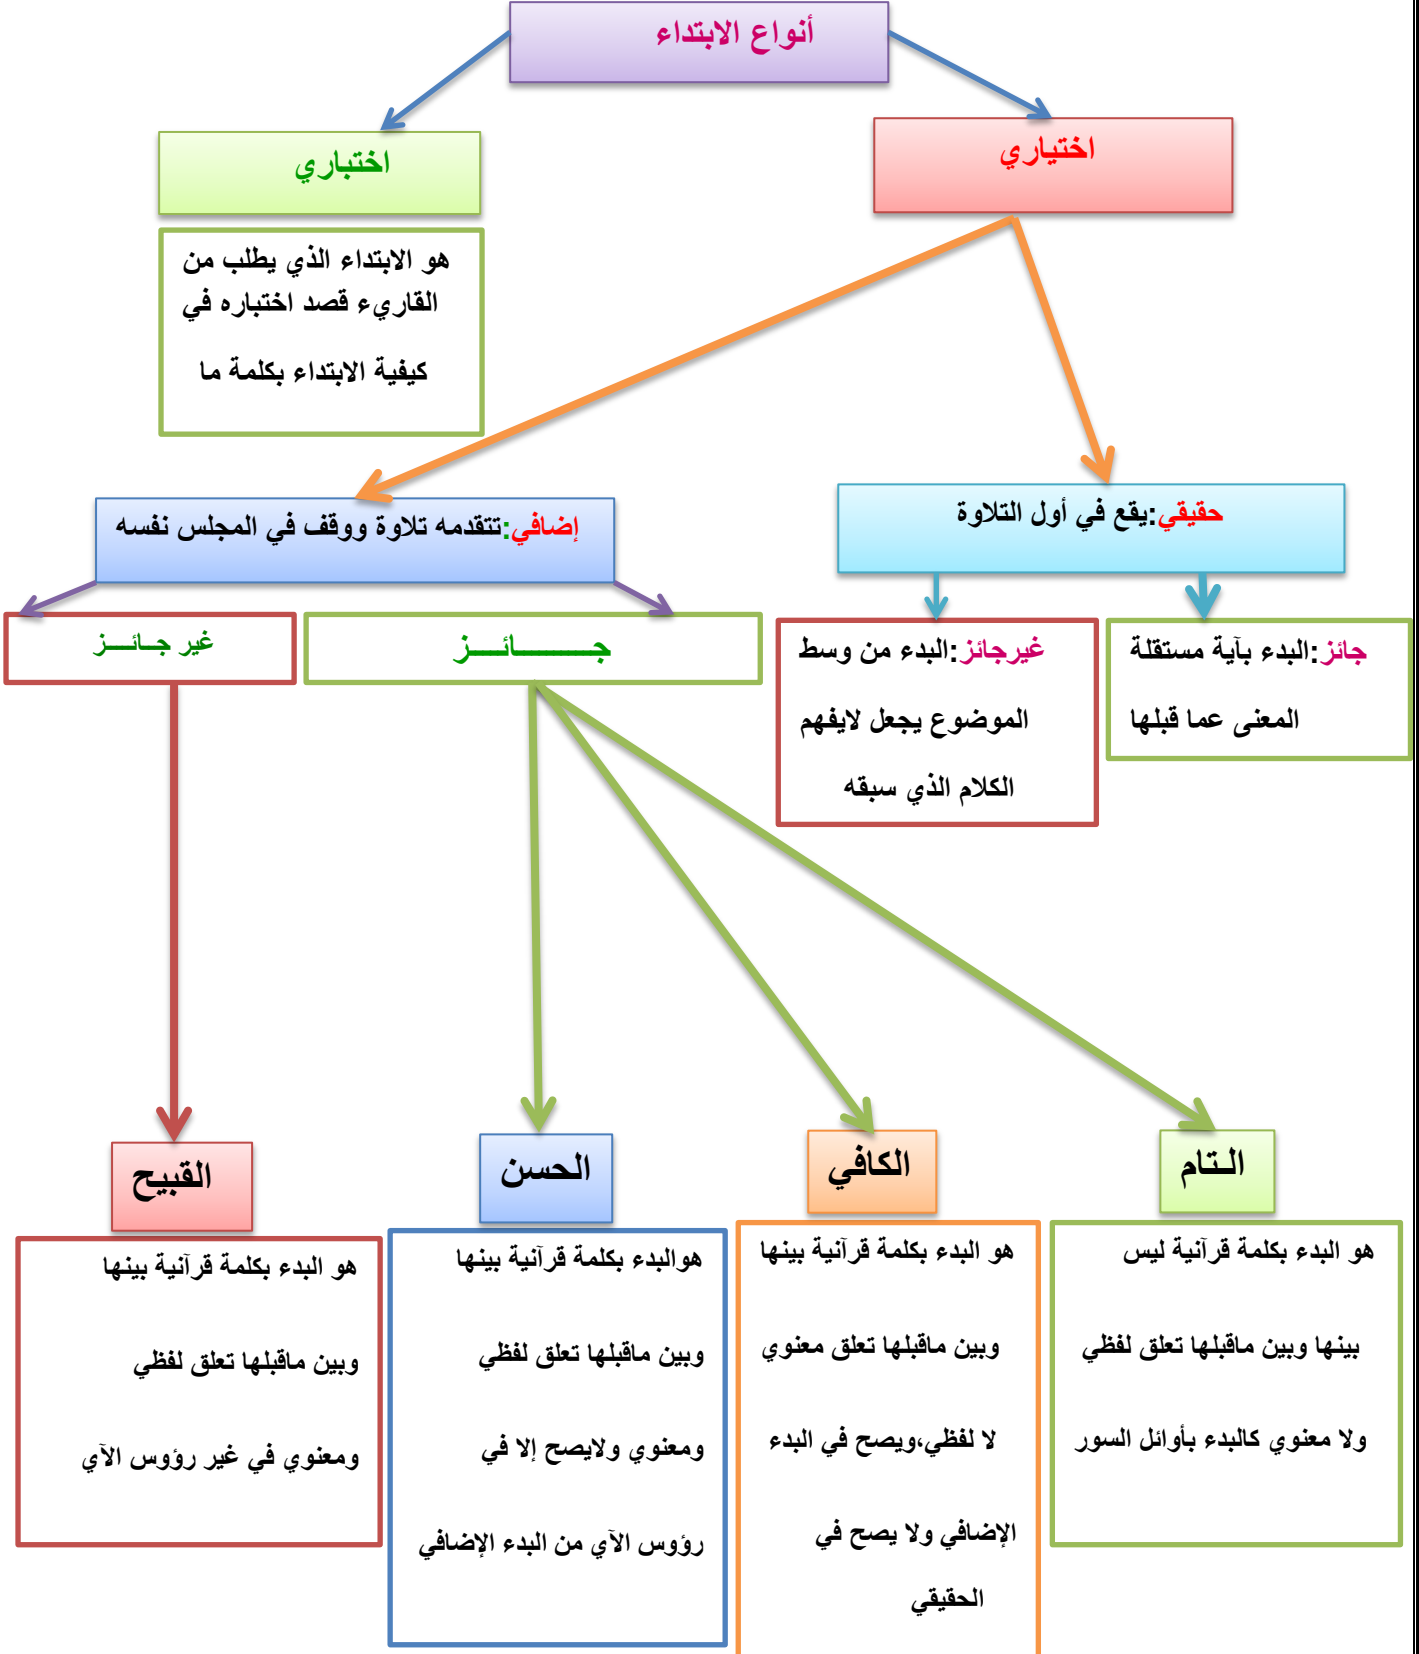 أنواع الابتداء
اختياري
اختباري
هو الابتداء الذي يطلب من
القاريء قصد اختباره في
كيفية الابتداء بكلمة ما
حقيقي:يقع في أول التلاوة
إضافي:تتقدمه تلاوة ووقف في المجلس نفسه
جائز:البدء بآية مستقلة
المعنى عما قبلها
غيرجائز:البدء من وسط
الموضوع يجعل لايفهم
الكلام الذي سبقه
جـــــــــــائــــــز
غير جــائــــز
الـتام
هو البدء بكلمة قرآنية ليس
بينها وبين ماقبلها تعلق لفظي
ولا معنوي كالبدء بأوائل السور
الكافي
هو البدء بكلمة قرآنية بينها
وبين ماقبلها تعلق معنوي
لا لفظي،ويصح في البدء
الإضافي ولا يصح في
الحقيقي
الحسن
هوالبدء بكلمة قرآنية بينها
وبين ماقبلها تعلق لفظي
ومعنوي ولايصح إلا في
رؤوس الآي من البدء الإضافي
القبيح
هو البدء بكلمة قرآنية بينها
وبين ماقبلها تعلق لفظي
ومعنوي في غير رؤوس الآي